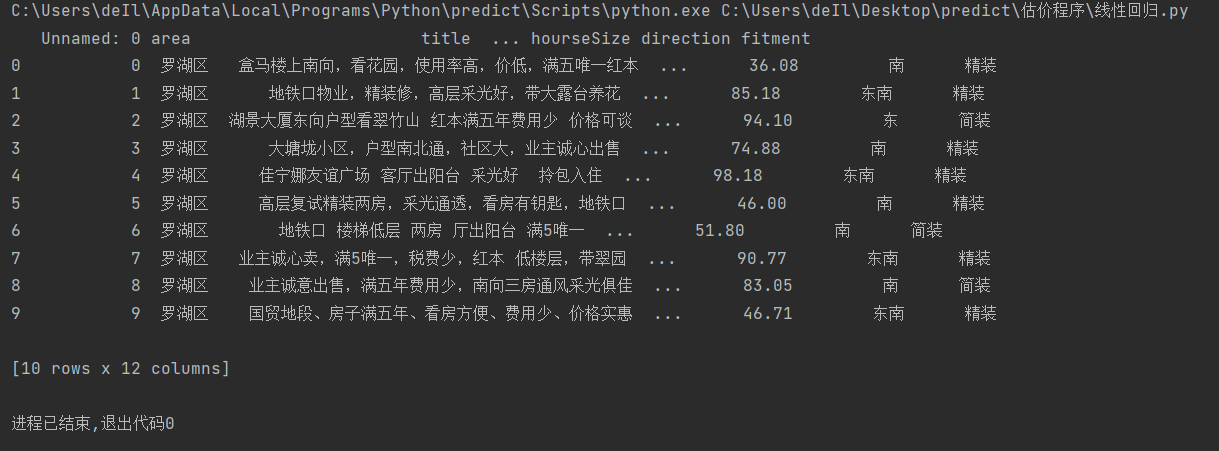 C:\Users\deIl\AppData\Local\Programs\Python\predict\Scripts\python.exe C:\Users\deIl\Desktop\predict\估价程序\线性回归.py
Unnamed: 0 area title ... hourseSize direction fitment
0 0 罗湖区 盒马楼上南向，看花园，使用率高，价低，满五唯一红本 ... 36.08 南 精装
1 1 罗湖区 地铁口物业，精装修，高层采光好，带大露台养花 ... 85.18 东南 精装
2 2 罗湖区 湖景大厦东向户型看翠竹山 红本满五年费用少 价格可谈 ... 94.10 东 简装
3 3 罗湖区 大塘垅小区，户型南北通，社区大，业主诚心出售 ... 74.88 南 精装
4 4 罗湖区 佳宁娜友谊广场 客厅出阳台 采光好 拎包入住 ... 98.18 东南 精装
5 5 罗湖区 高层复试精装两房，采光通透，看房有钥匙，地铁口 ... 46.00 南 精装
6 6 罗湖区 地铁口 楼梯低层 两房 厅出阳台 满5唯一 ... 51.80 南 简装
7 7 罗湖区 业主诚心卖，满5唯一，税费少，红本 低楼层，带翠园 ... 90.77 东南 精装
8 8 罗湖区 业主诚意出售，满五年费用少，南向三房通风采光俱佳 ... 83.05 南 简装
9 9 罗湖区 国贸地段、房子满五年、看房方便、费用少、价格实惠 ... 46.71 东南 精装
[10 rows x 12 columns]
进程已结束,退出代码0